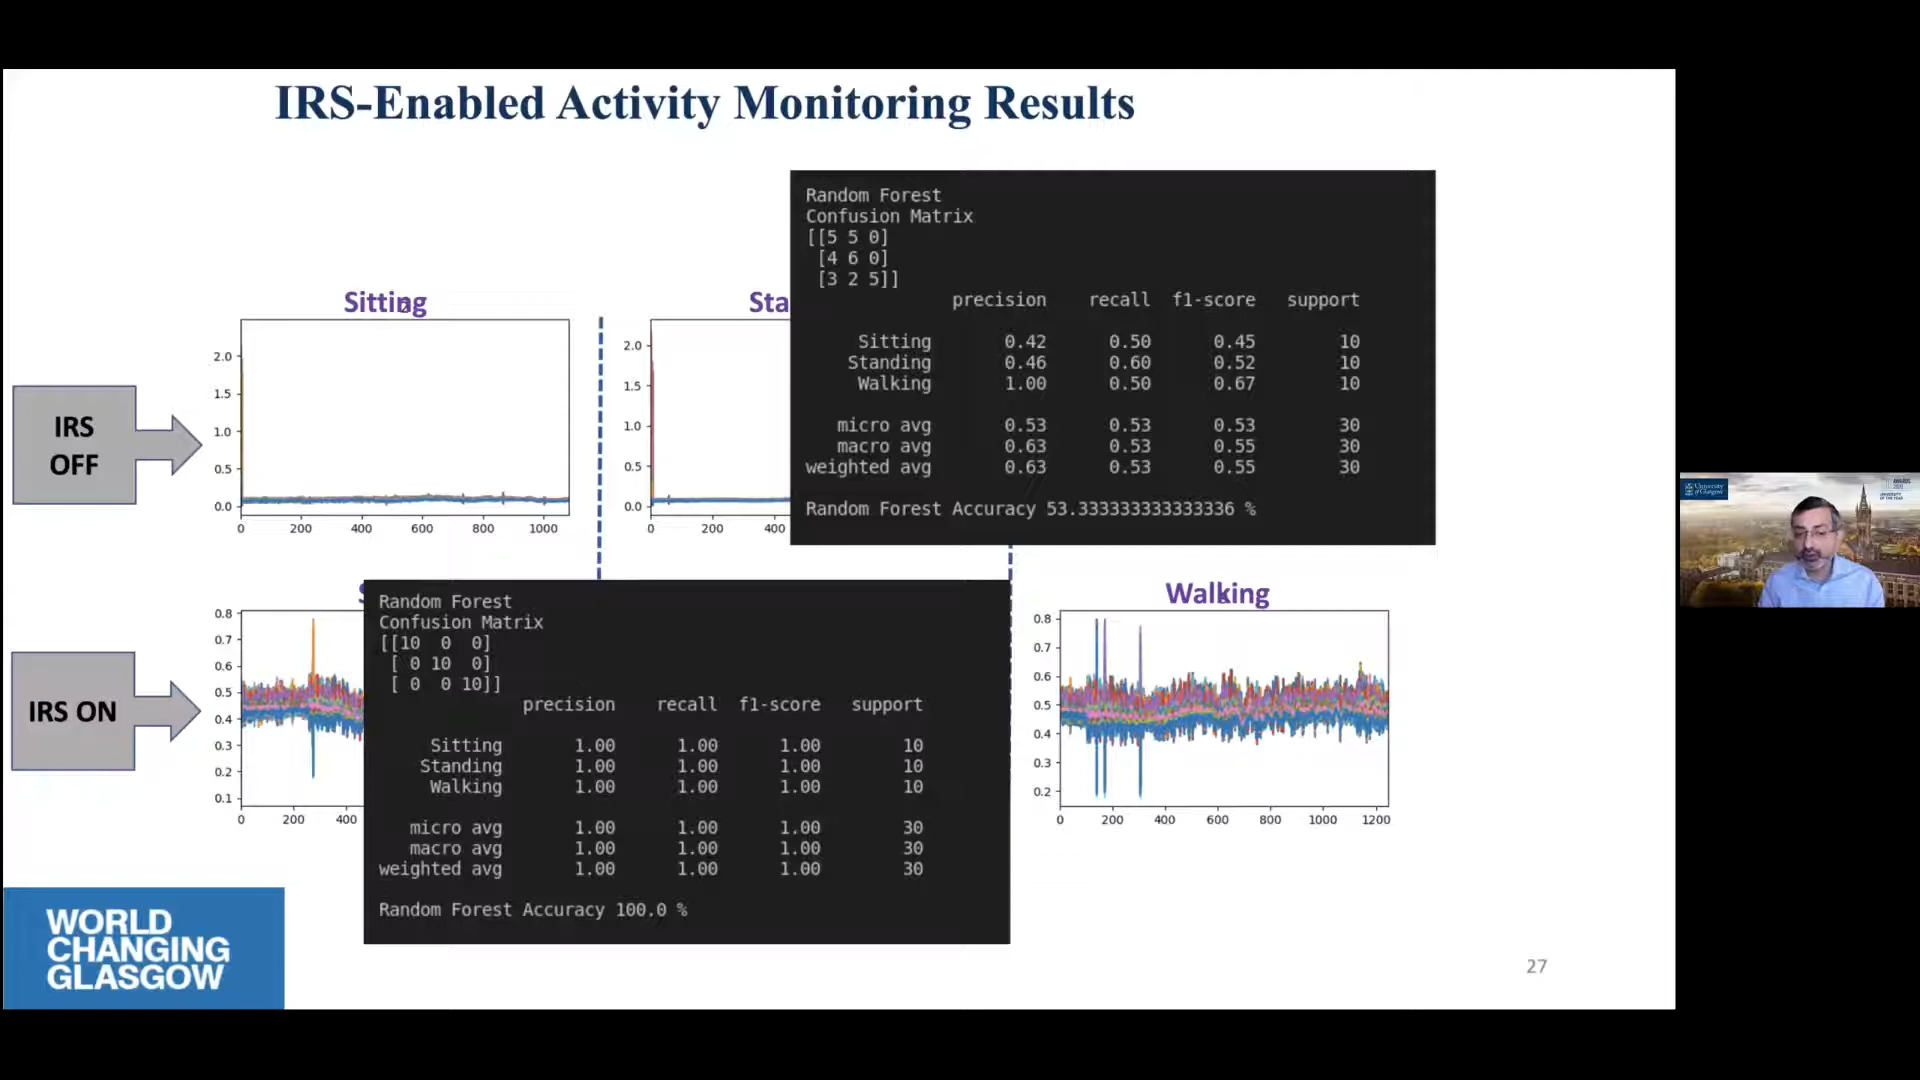 IRS-Enabled Activity Monitoring Results
Random Forest
Confusion Matrix
[[5 5 0]
[4 6 0]
[3 2 5]]
precision recall f1-score support
Sitting 0.42 0.50 0.45 10
Standing 0.46 0.60 0.52 10
Walking 1.00 0.50 0.67 10
micro avg 0.53 0.53 0.53 30
macro avg 0.63 0.53 0.55 30
weighted avg 0.63 0.53 0.55 30
Random Forest Accuracy 53.333333333333336 %
Sitting
Sta
IRS
OFF
2.0
1.5
1.0
0.5
0.0
0 200 400 600 800 1000
2.0
1.5
1.0
0.5
0.0
0 200 400
Walking
IRS ON
0.8
0.7
0.6
0.5
0.4
0.3
0.2
0.1
0 200 400
Random Forest
Confusion Matrix
[[10 0 0]
[ 0 10 0]
[ 0 0 10]]
precision recall f1-score support
Sitting 1.00 1.00 1.00 10
Standing 1.00 1.00 1.00 10
Walking 1.00 1.00 1.00 10
micro avg 1.00 1.00 1.00 30
macro avg 1.00 1.00 1.00 30
weighted avg 1.00 1.00 1.00 30
Random Forest Accuracy 100.0 %
0.8
0.7
0.6
0.5
0.4
0.3
0.2
0 200 400 600 800 1000 1200
WORLD
CHANGING
GLASGOW
27
University
of Glasgow